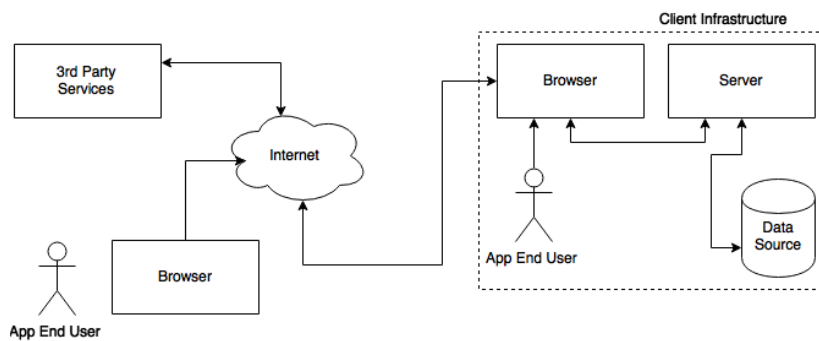 Client Infrastructure
3rd Party
Services
Browser
Server
Internet
Data
Source
App End User
Browser
App End User